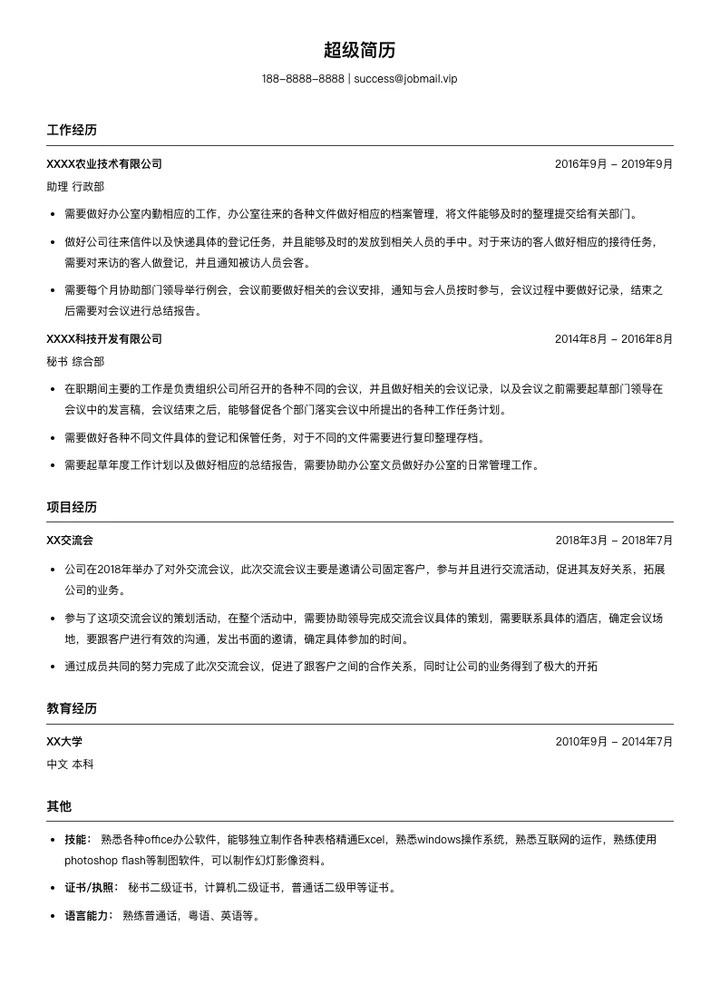 超级简历
188-8888-8888 | success@jobmail.vip
工作经历
XXXX农业技术有限公司 2016年9月 - 2019年9月
助理 行政部
• 需要做好办公室内勤相应的工作，办公室往来的各种文件做好相应的档案管理，将文件能够及时的整理提交给有关部门。
• 做好公司往来信件以及快递具体的登记任务，并且能够及时的发放到相关人员的手中。对于来访的客人做好相应的接待任务，
需要对来访的客人做登记，并且通知被访人员会客。
• 需要每个月协助部门领导举行例会，会议前要做好相关的会议安排，通知与会人员按时参与，会议过程中要做好记录，结束之
后需要对会议进行总结报告。
XXXX科技开发有限公司 2014年8月 - 2016年8月
秘书 综合部
• 在职期间主要的工作是负责组织公司所召开的各种不同的会议，并且做好相关的会议记录，以及会议之前需要起草部门领导在
会议中的发言稿，会议结束之后，能够督促各个部门落实会议中所提出的各种工作任务计划。
• 需要做好各种不同文件具体的登记和保管任务，对于不同的文件需要进行复印整理存档。
• 需要起草年度工作计划以及做好相应的总结报告，需要协助办公室文员做好办公室的日常管理工作。
项目经历
XX交流会 2018年3月 - 2018年7月
• 公司在2018年举办了对外交流会议，此次交流会议主要是邀请公司固定客户，参与并且进行交流活动，促进其友好关系，拓展
公司的业务。
• 参与了这项交流会议的策划活动，在整个活动中，需要协助领导完成交流会议具体的策划，需要联系具体的酒店，确定会议场
地，要跟客户进行有效的沟通，发出书面的邀请，确定具体参加的时间。
• 通过成员共同的努力完成了此次交流会议，促进了跟客户之间的合作关系，同时让公司的业务得到了极大的开拓
教育经历
XX大学 2010年9月 - 2014年7月
中文 本科
其他
• 技能： 熟悉各种office办公软件，能够独立制作各种表格精通Excel，熟悉windows操作系统，熟悉互联网的运作，熟练使用
photoshop flash等制图软件，可以制作幻灯影像资料。
• 证书/执照： 秘书二级证书，计算机二级证书，普通话二级甲等证书。
• 语言能力： 熟练普通话，粤语、英语等。